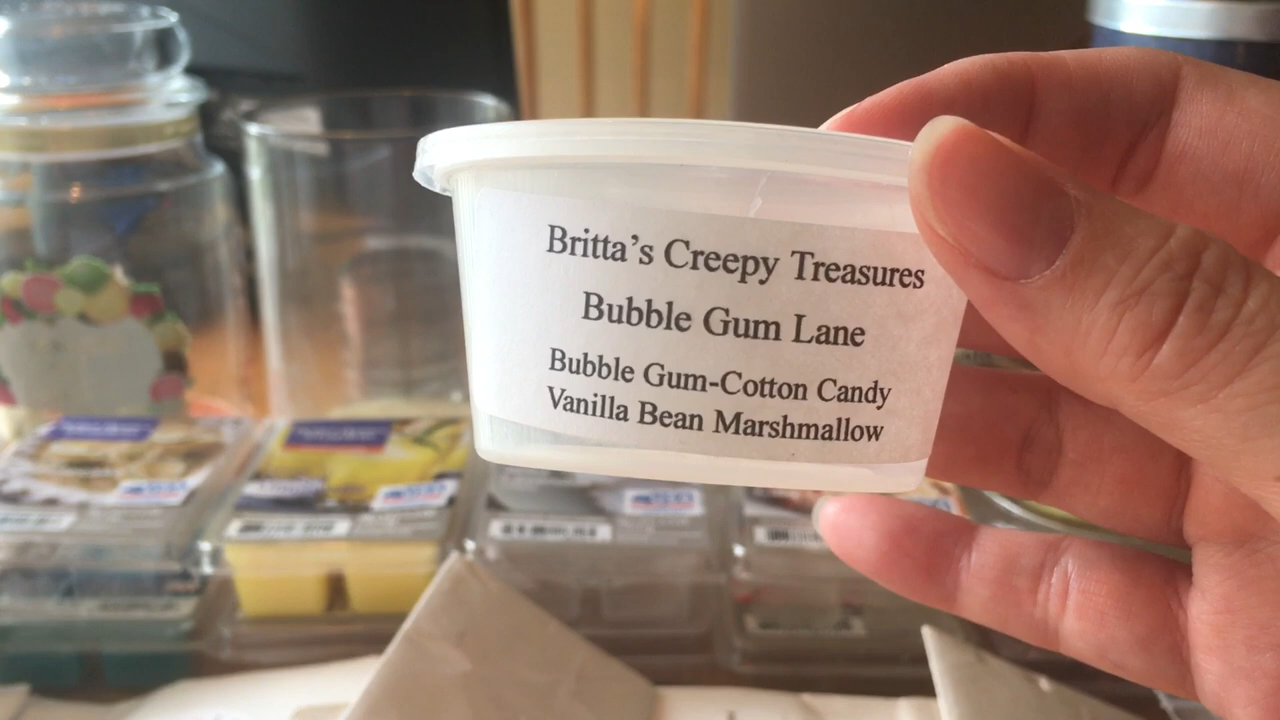 Britta's Creepy Treasures
Bubble Gum Lane
Bubble Gum-Cotton Candy
Vanilla Bean Marshmallow